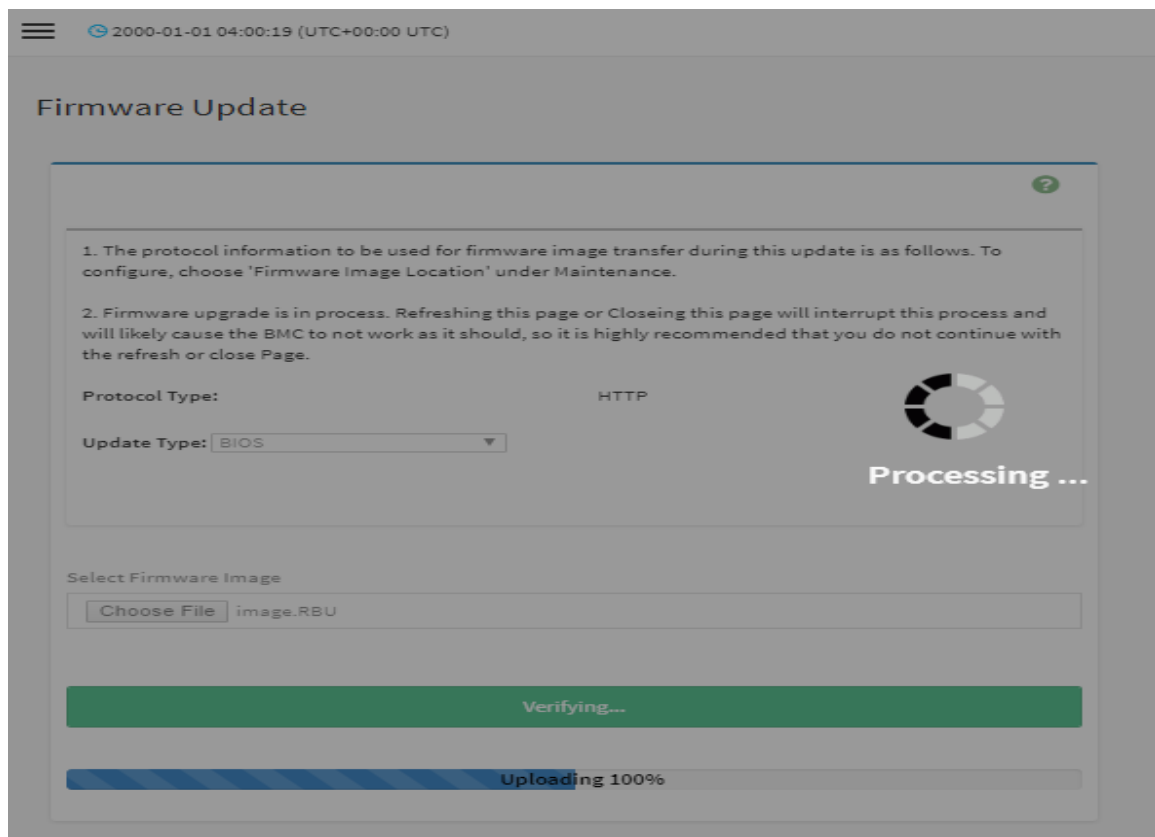 2000-01-01 04:00:19 (UTC+00:00 UTC)
Firmware Update
?
1. The protocol information to be used for firmware image transfer during this update is as follows. To
configure, choose 'Firmware Image Location' under Maintenance.
2. Firmware upgrade is in process. Refreshing this page or Closeing this page will interrupt this process and
will likely cause the BMC to not work as it should, so it is highly recommended that you do not continue with
the refresh or close Page.
Protocol Type: HTTP
Update Type: BIOS
Processing ...
Select Firmware Image
Choose File image.RBU
Verifying...
Uploading 100%